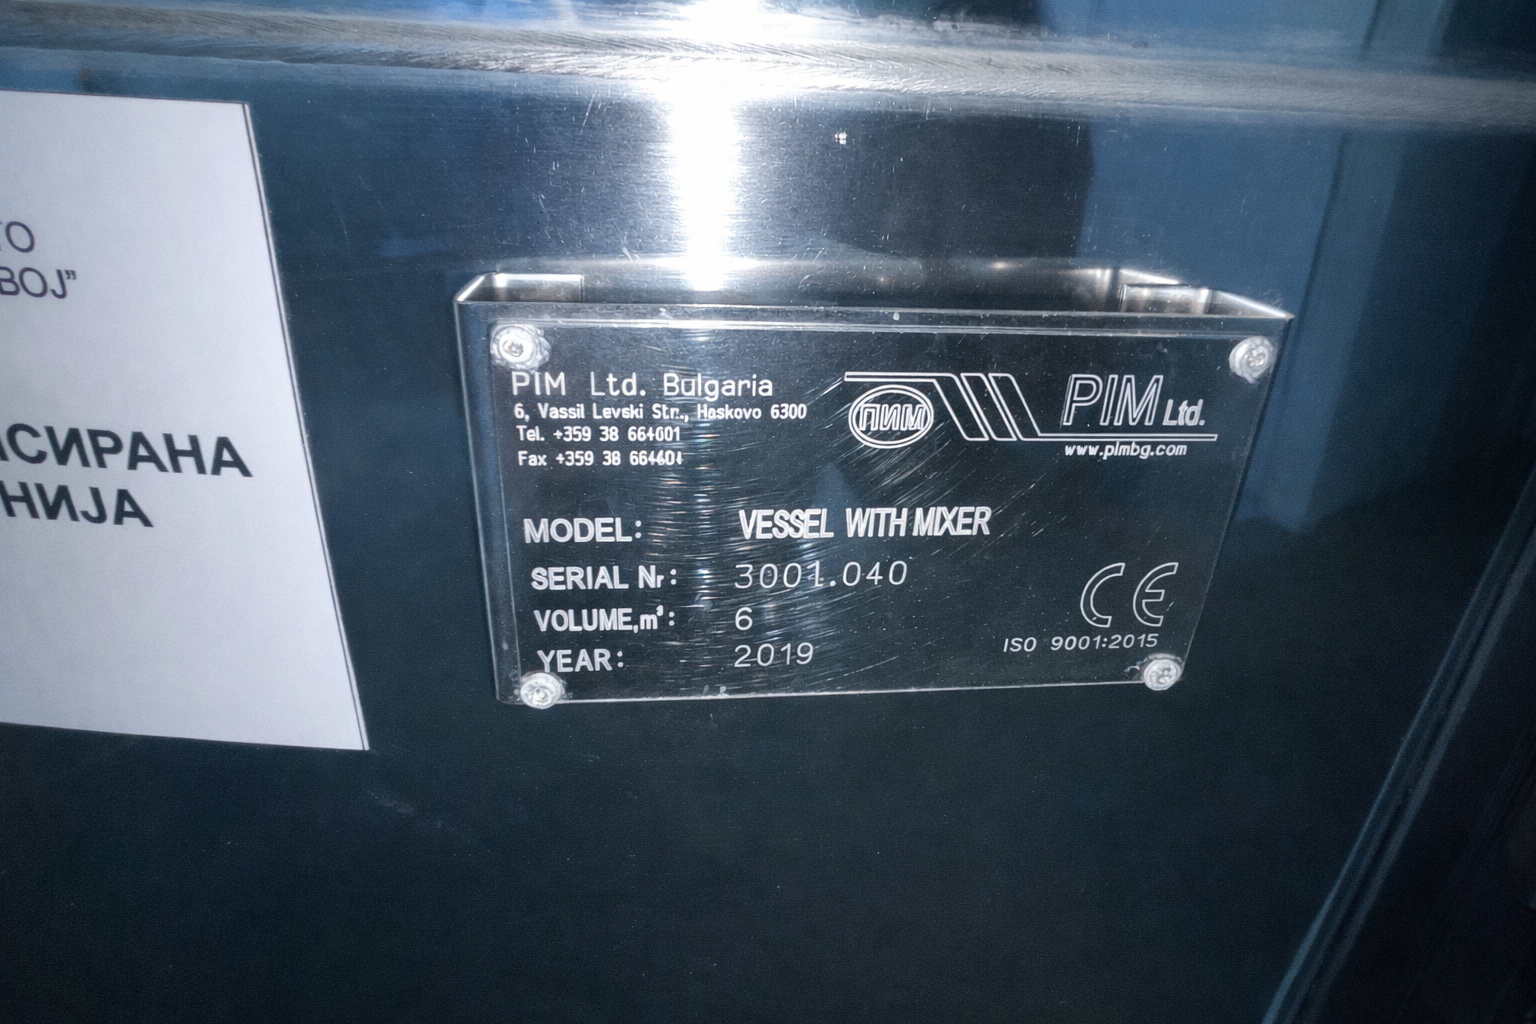 ТО
ВОЈ"
СИРАНА
НИЈА
PIM Ltd. Bulgaria
6, Vassil Levski Str., Haskovo 6300
Tel. +359 38 664001
Fax +359 38
ПИМ
PIM Ltd.
www.pimbg.com
MODEL: VESSEL WITH MIXER
SERIAL Nr: 3001.040
VOLUME,m³: 6
YEAR: 2019
CE
ISO 9001:2015